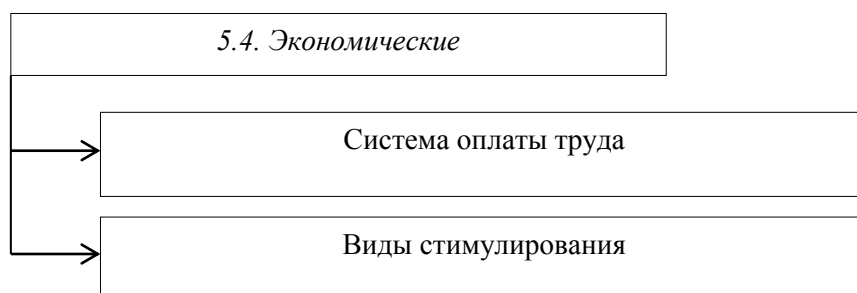 5.4. Экономические
Система оплаты труда
Виды стимулирования